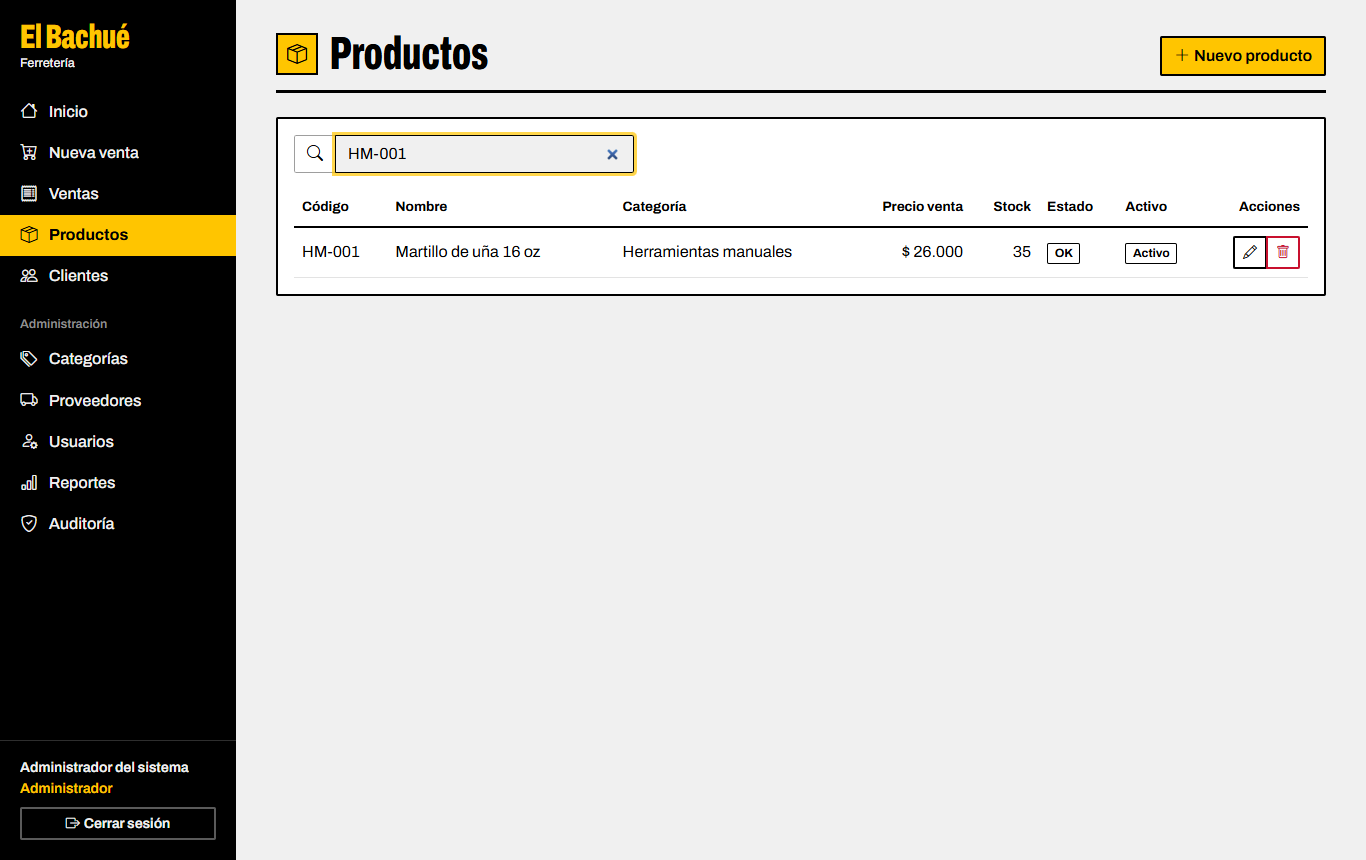 El Bachué
Ferretería
Inicio
Nueva venta
Ventas
Productos
Clientes
Administración
Categorías
Proveedores
Usuarios
Reportes
Auditoría
Administrador del sistema
Administrador
Cerrar sesión
Productos
+ Nuevo producto
HM-001
Código Nombre Categoría Precio venta Stock Estado Activo Acciones
HM-001 Martillo de uña 16 oz Herramientas manuales $ 26.000 35 OK Activo